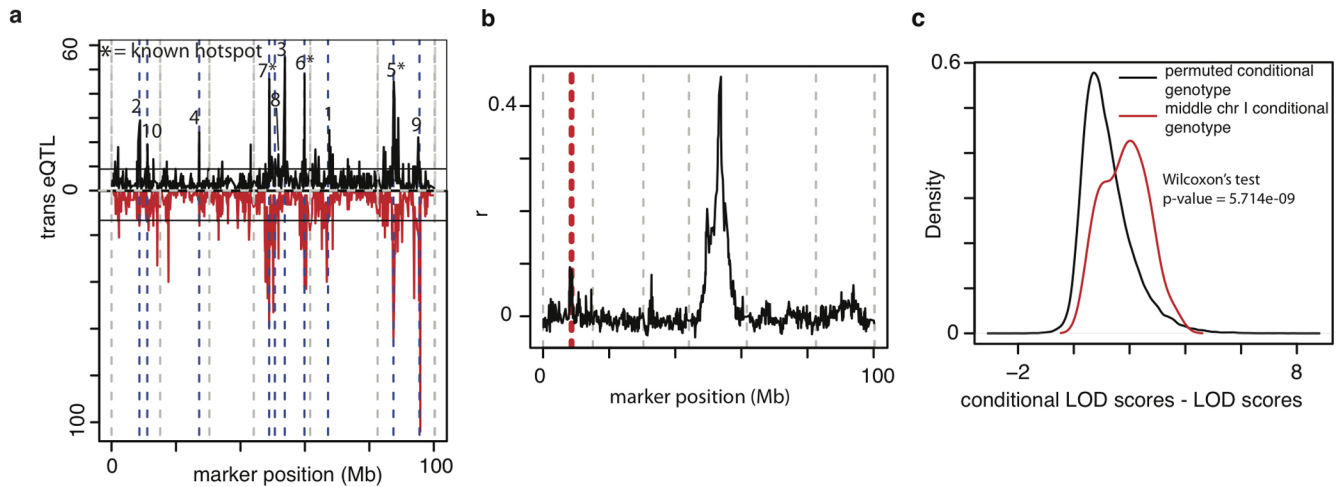 a
b
c
* = known hotspot
60
0
100
trans eQTL
2
10
4
7*
8
3
6*
1
5*
9
0
100
marker position (Mb)
0.4
0
r
0
100
marker position (Mb)
0.6
0
Density
permuted conditional
genotype
middle chr I conditional
genotype
Wilcoxon's test
p-value = 5.714e-09
−2
8
conditional LOD scores - LOD scores